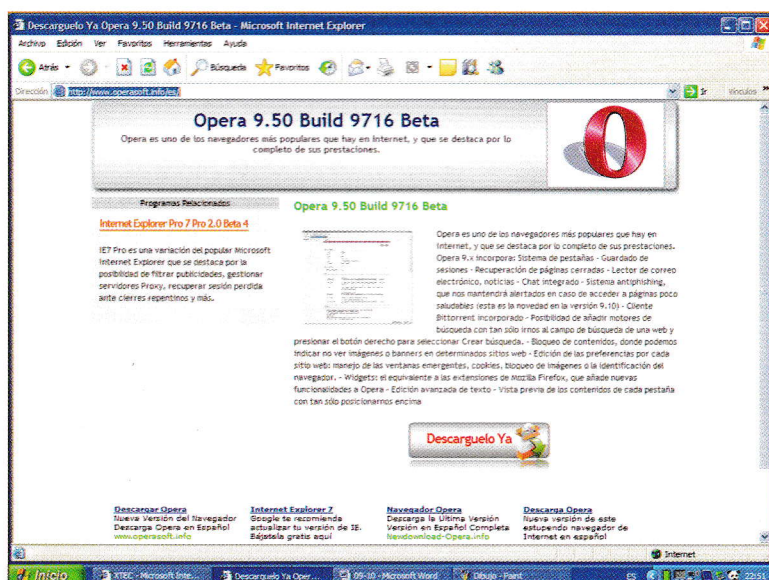 Descarguelo Ya Opera 9.50 Build 9716 Beta - Microsoft Internet Explorer
Archivo Edición Ver Favoritos Herramientas Ayuda
Atrás Búsqueda Favoritos
Dirección http://www.operasoft.info/es/ Ir Vínculos
Opera 9.50 Build 9716 Beta
Opera es uno de los navegadores más populares que hay en Internet, y que se destaca por lo
completo de sus prestaciones.
Programas Relacionados
Internet Explorer Pro 7 Pro 2.0 Beta 4
IE7 Pro es una variación del popular Microsoft
Internet Explorer que se destaca por la
posibilidad de filtrar publicidades, gestionar
servidores Proxy, recuperar sesión perdida
ante cierres repentinos y más.
Opera 9.50 Build 9716 Beta
Opera es uno de los navegadores más populares que hay en
Internet, y que se destaca por lo completo de sus prestaciones.
Opera 9.x incorpora: Sistema de pestañas - Guardado de
sesiones - Recuperación de páginas cerradas - Lector de correo
electrónico, noticias - Chat integrado - Sistema antiphishing,
que nos mantendrá alertados en caso de acceder a páginas poco
saludables (esta es la novedad en la versión 9.10) - Cliente
Bittorrent incorporado - Posibilidad de añadir motores de
búsqueda con tan sólo irnos al campo de búsqueda de una web y
presionar el botón derecho para seleccionar Crear búsqueda. - Bloqueo de contenidos, donde podemos
indicar no ver imágenes o banners en determinados sitios web - Edición de las preferencias por cada
sitio web: manejo de las ventanas emergentes, cookies, bloqueo de imágenes o la identificación del
navegador. - Widgets: el equivalente a las extensiones de Mozilla Firefox, que añade nuevas
funcionalidades a Opera - Edición avanzada de texto - Vista previa de los contenidos de cada pestaña
con tan sólo posicionarnos encima
Descarguelo Ya
Descargar Opera
Nueva Versión del Navegador
Descarga Opera en Español
www.operasoft.info
Internet Explorer 7
Google te recomienda
actualizar tu versión de IE.
Bájatela gratis aquí
Navegador Opera
Descarga la Ultima Versión
Versión en Español Completa
Newdownload-Opera.info
Descarga Opera
Nueva versión de este
estupendo navegador de
Internet en español
Internet
Inicio XTEC - Microsoft Inte... Descarguelo Ya Oper... 09-10 - Microsoft Word Dibujo - Paint ES 22:51